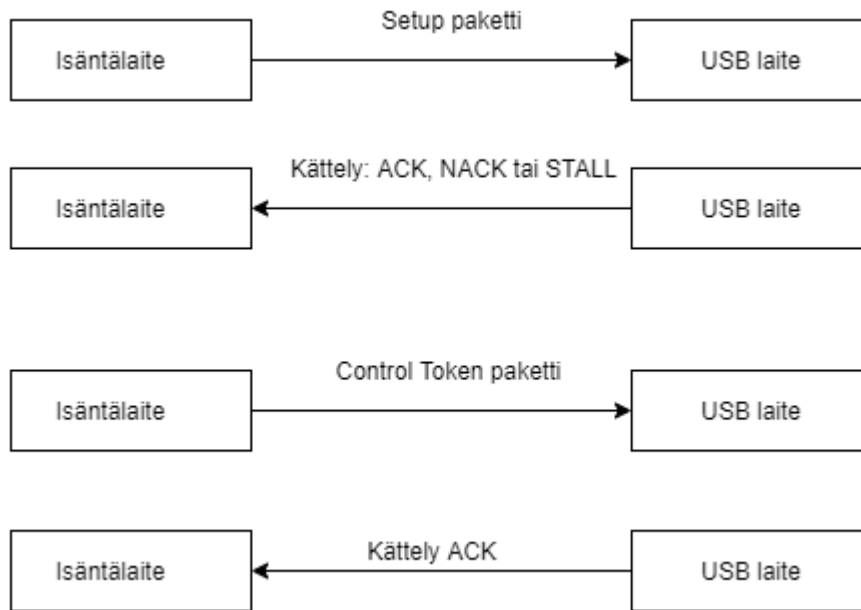 Setup paketti
Isäntälaite
USB laite
Kättely: ACK, NACK tai STALL
Isäntälaite
USB laite
Control Token paketti
Isäntälaite
USB laite
Kättely ACK
Isäntälaite
USB laite